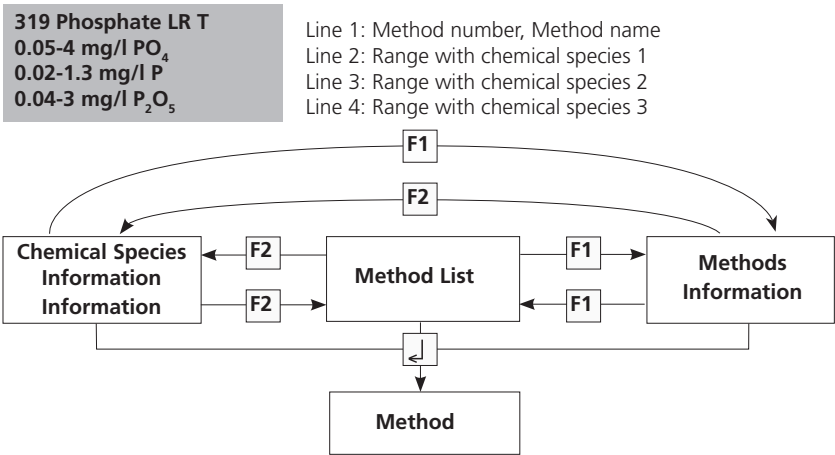 319 Phosphate LR T
0.05-4 mg/l PO₄
0.02-1.3 mg/l P
0.04-3 mg/l P₂O₅
Line 1: Method number, Method name
Line 2: Range with chemical species 1
Line 3: Range with chemical species 2
Line 4: Range with chemical species 3
F1
F2
Chemical Species
Information
Information
F2
F2
Method List
F1
F1
Methods
Information
Method